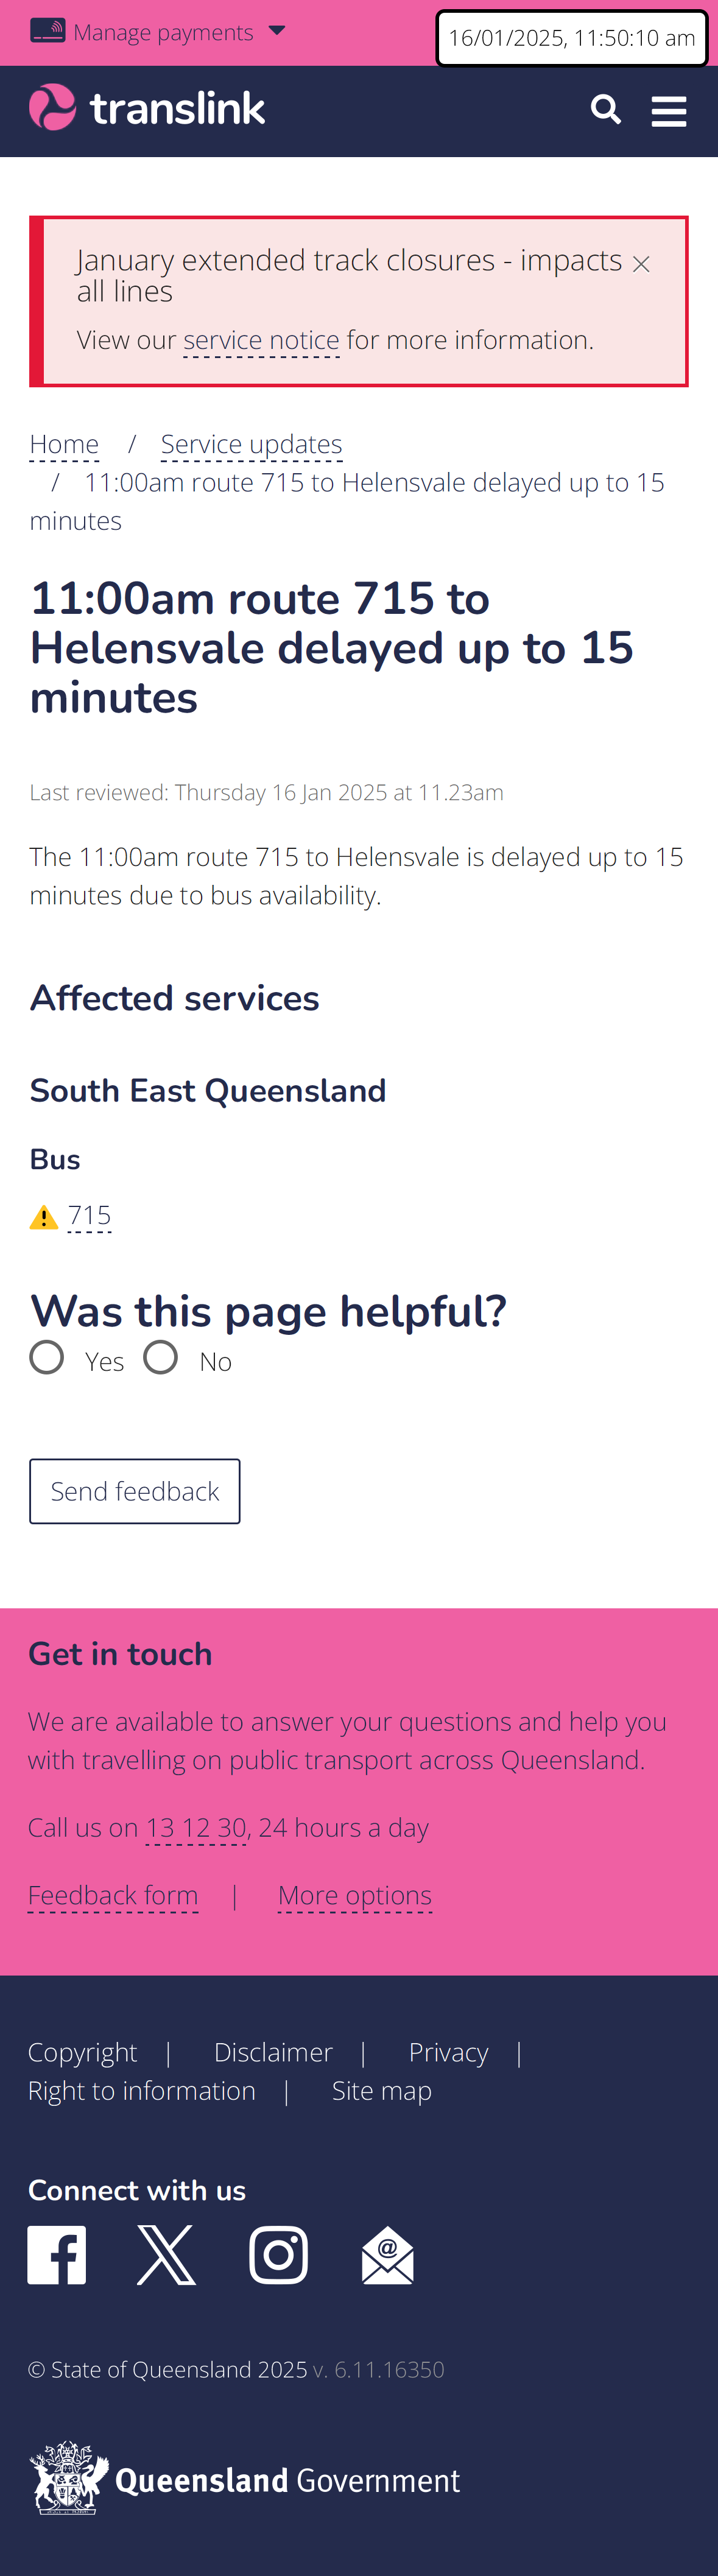 Manage payments
16/01/2025, 11:50:10 am
translink
January extended track closures - impacts
all lines
View our service notice for more information.
Home / Service updates
/ 11:00am route 715 to Helensvale delayed up to 15
minutes
11:00am route 715 to
Helensvale delayed up to 15
minutes
Last reviewed: Thursday 16 Jan 2025 at 11.23am
The 11:00am route 715 to Helensvale is delayed up to 15
minutes due to bus availability.
Affected services
South East Queensland
Bus
715
Was this page helpful?
Yes No
Send feedback
Get in touch
We are available to answer your questions and help you
with travelling on public transport across Queensland.
Call us on 13 12 30, 24 hours a day
Feedback form | More options
Copyright | Disclaimer | Privacy |
Right to information | Site map
Connect with us
© State of Queensland 2025 v. 6.11.16350
Queensland Government